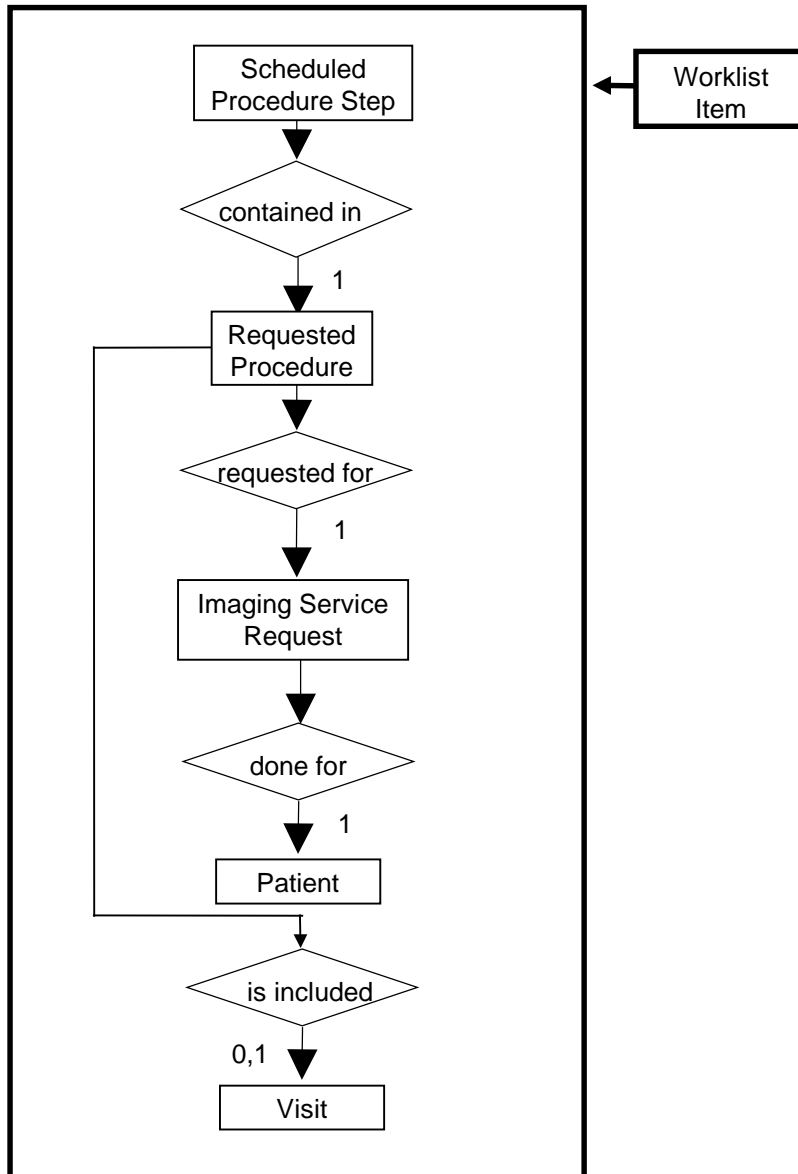 Scheduled
Procedure Step
Worklist
Item
contained in
1
Requested
Procedure
requested for
1
Imaging Service
Request
done for
1
Patient
is included
0,1
Visit